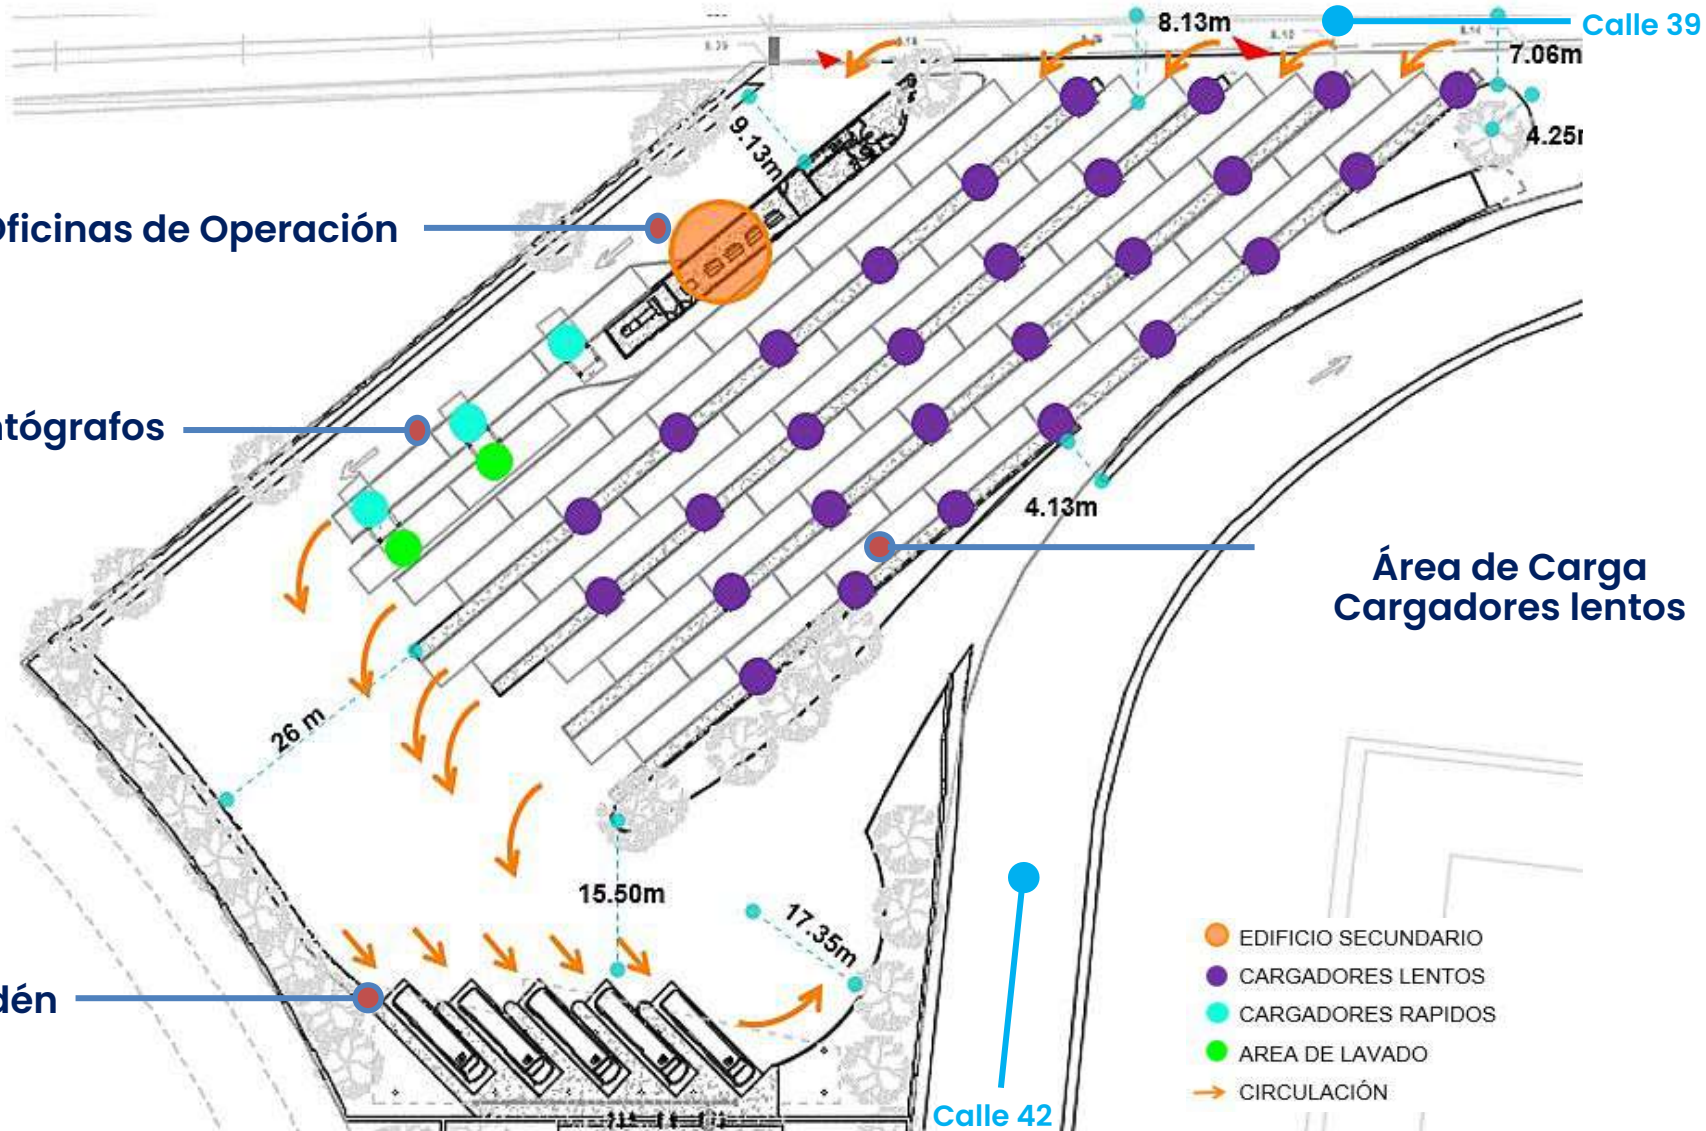 8.13m
Calle 39
7.06m
9.13m
4.25m
Oficinas de Operación
ntógrafos
4.13m
Área de Carga
Cargadores lentos
26 m
15.50m
17.35m
dén
EDIFICIO SECUNDARIO
CARGADORES LENTOS
CARGADORES RAPIDOS
AREA DE LAVADO
CIRCULACIÓN
Calle 42